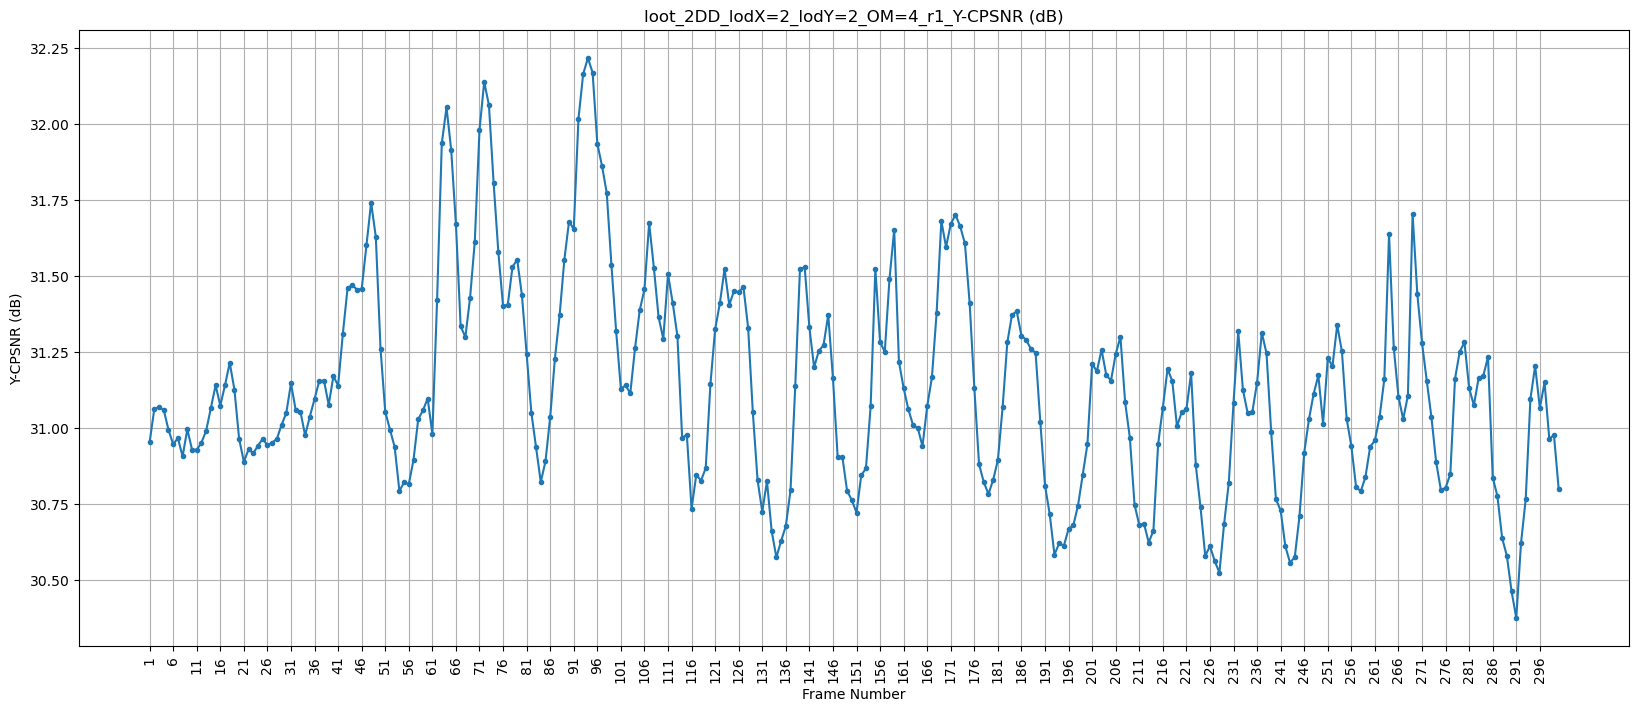 loot_2DD_lodX=2_lodY=2_OM=4_r1_Y-CPSNR (dB)
Y-CPSNR (dB)
32.25
32.00
31.75
31.50
31.25
31.00
30.75
30.50
1 6 11 16 21 26 31 36 41 46 51 56 61 66 71 76 81 86 91 96 101 106 111 116 121 126 131 136 141 146 151 156 161 166 171 176 181 186 191 196 201 206 211 216 221 226 231 236 241 246 251 256 261 266 271 276 281 286 291 296
Frame Number